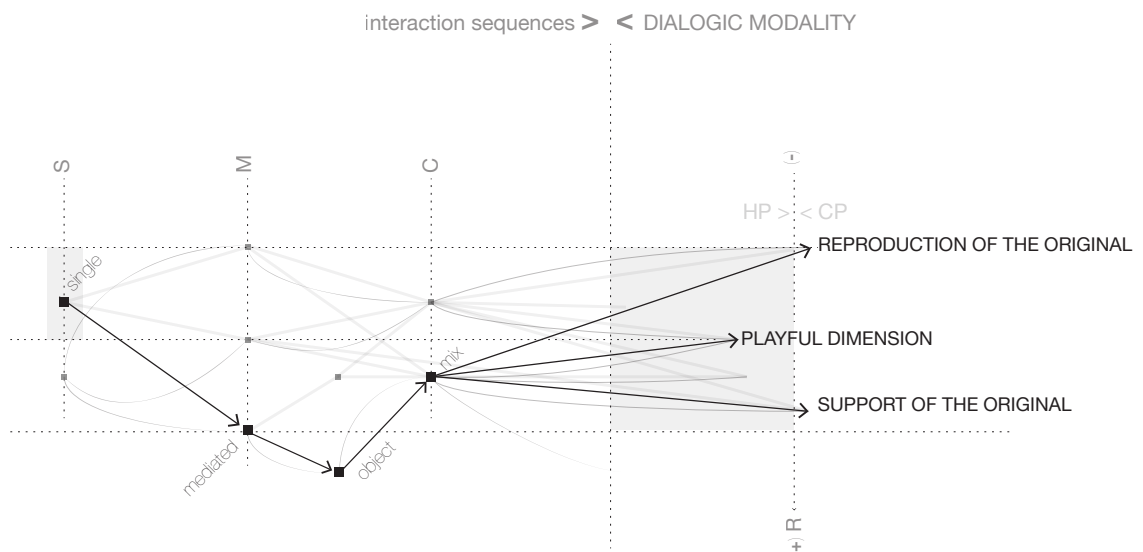 interaction sequences > < DIALOGIC MODALITY
S
M
C
(-)
HP > < CP
REPRODUCTION OF THE ORIGINAL
single
PLAYFUL DIMENSION
mix
SUPPORT OF THE ORIGINAL
mediated
object
(+) R